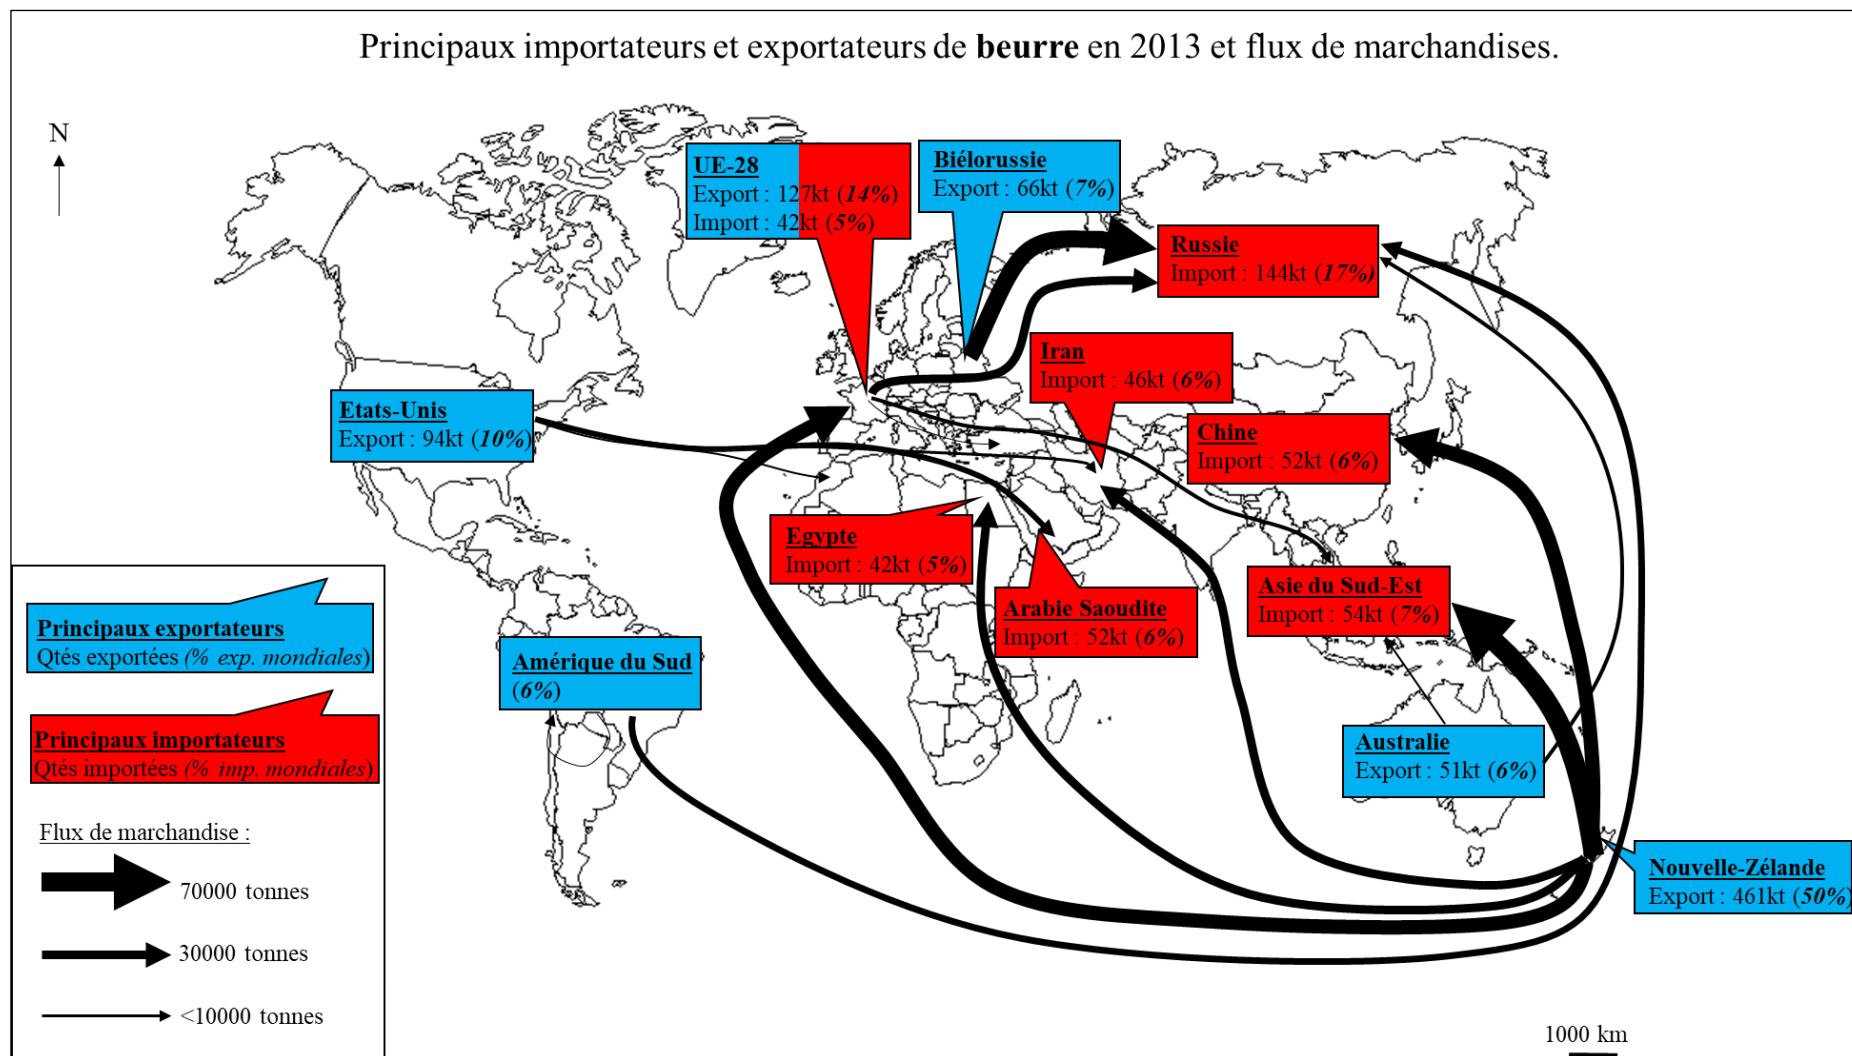 Principaux importateurs et exportateurs de beurre en 2013 et flux de marchandises.
N
UE-28
Export : 127kt (14%)
Import : 42kt (5%)
Biélorussie
Export : 66kt (7%)
Russie
Import : 144kt (17%)
Iran
Import : 46kt (6%)
Etats-Unis
Export : 94kt (10%)
Chine
Import : 52kt (6%)
Egypte
Import : 42kt (5%)
Arabie Saoudite
Import : 52kt (6%)
Asie du Sud-Est
Import : 54kt (7%)
Amérique du Sud
(6%)
Australie
Export : 51kt (6%)
Nouvelle-Zélande
Export : 461kt (50%)
Principaux exportateurs
Qtés exportées (% exp. mondiales)
Principaux importateurs
Qtés importées (% imp. mondiales)
Flux de marchandise :
70000 tonnes
30000 tonnes
<10000 tonnes
1000 km